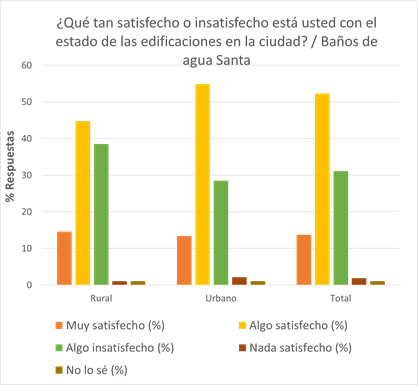 ¿Qué tan satisfecho o insatisfecho está usted con el
estado de las edificaciones en la ciudad? / Baños de
agua Santa
% Respuestas
60
50
40
30
20
10
0
Rural
Urbano
Total
Muy satisfecho (%)
Algo satisfecho (%)
Algo insatisfecho (%)
Nada satisfecho (%)
No lo sé (%)